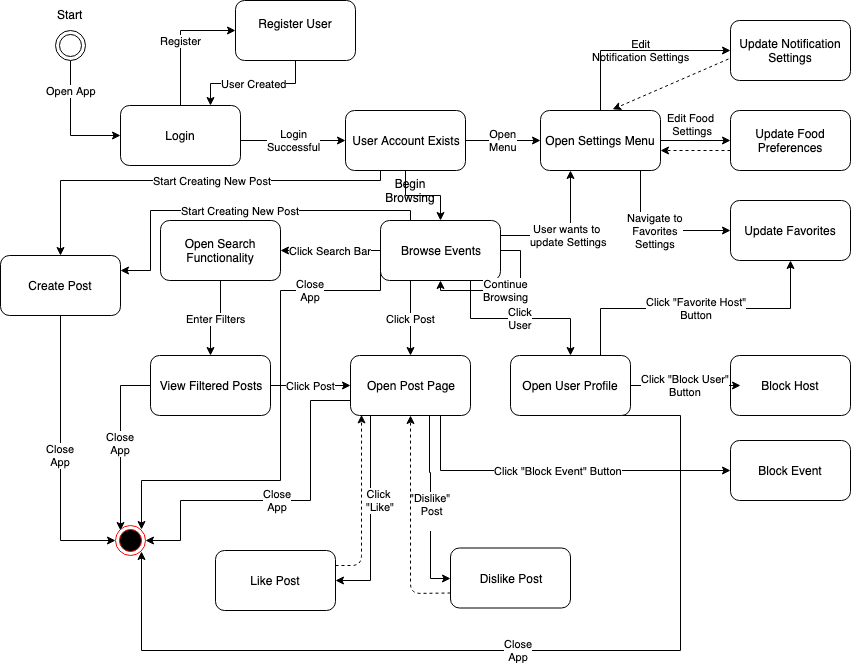 Start
Register User
Edit
Notification Settings
Update Notification
Settings
Register
User Created
Open App
Login
Login
Successful
User Account Exists
Open
Menu
Open Settings Menu
Edit Food
Settings
Update Food
Preferences
Start Creating New Post
Begin
Browsing
Start Creating New Post
User wants to
update Settings
Navigate to
Favorites
Settings
Update Favorites
Create Post
Open Search
Functionality
Click Search Bar
Browse Events
Close
App
Continue
Browsing
Enter Filters
Click Post
Click
User
Click "Favorite Host"
Button
View Filtered Posts
Click Post
Open Post Page
Open User Profile
Click "Block User"
Button
Block Host
Close
App
Close
App
Close
App
Click
"Like"
"Dislike"
Post
Click "Block Event" Button
Block Event
Like Post
Dislike Post
Close
App